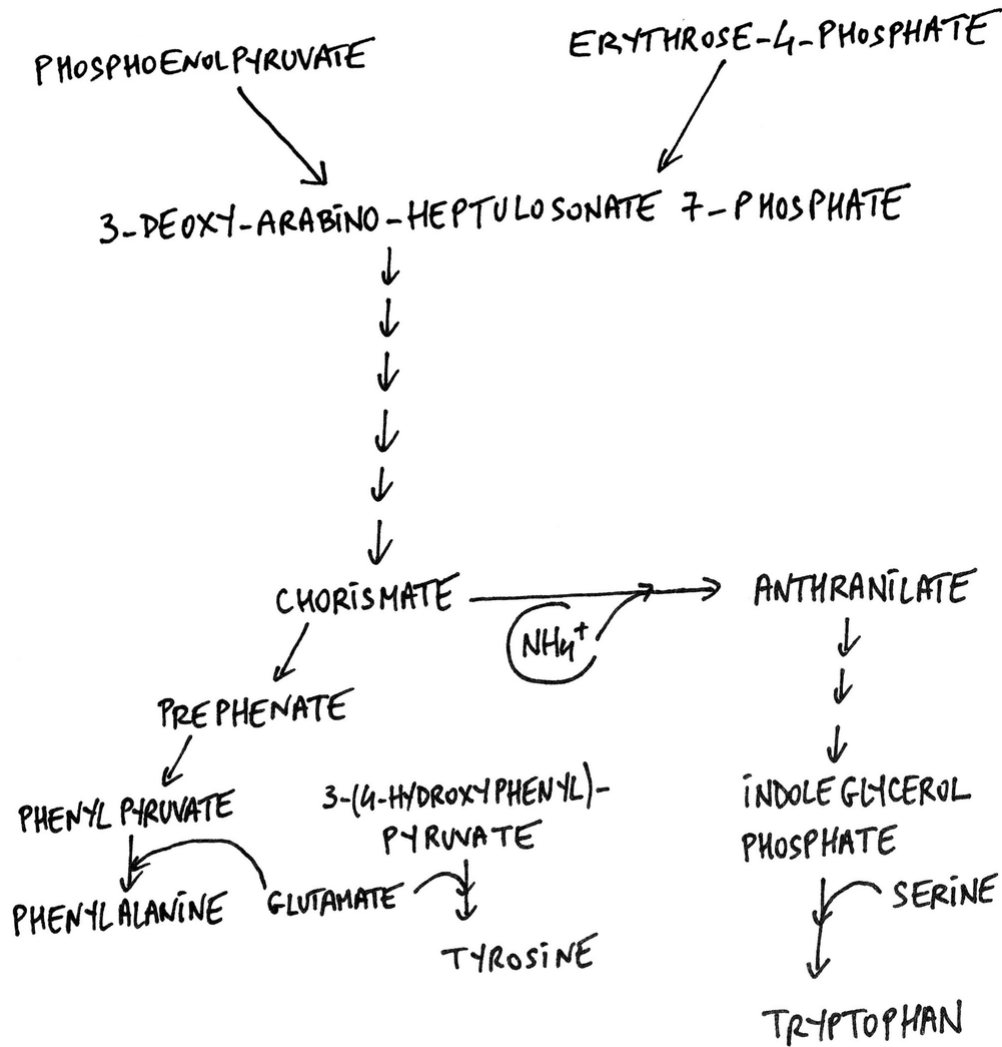 PHOSPHOENOLPYRUVATE
ERYTHROSE-4-PHOSPHATE
3-DEOXY-ARABINO-HEPTULOSONATE 7-PHOSPHATE
CHORISMATE
ANTHRANILATE
NH4+
PREPHENATE
PHENYLPYRUVATE
3-(4-HYDROXYPHENYL)-
PYRUVATE
INDOLEGLYCEROL
PHOSPHATE
PHENYLALANINE
GLUTAMATE
SERINE
TYROSINE
TRYPTOPHAN